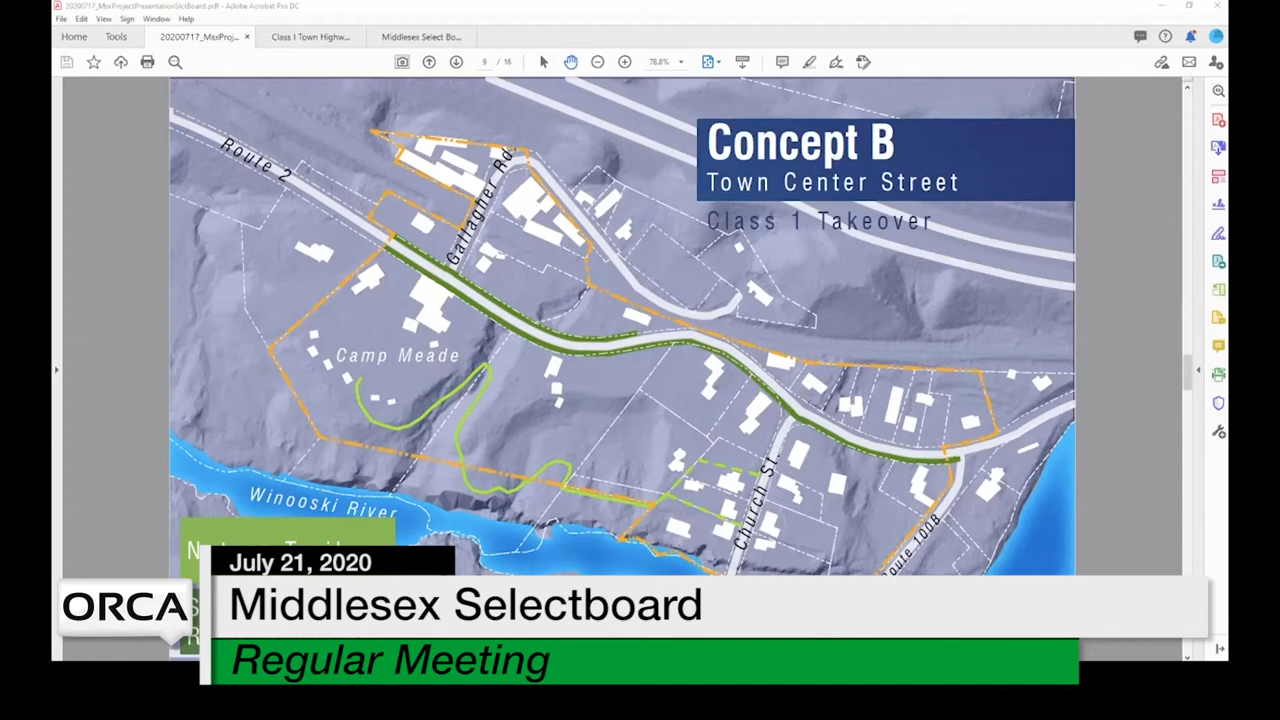 20200717_MsxProjectPresentationSlctBoard.pdf - Adobe Acrobat Pro DC
File Edit View Sign Window Help
Home Tools 20200717_MsxProj... × Class I Town Highw... Middlesex Select Bo...
9 / 16 78.8%
Concept B
Town Center Street
Class 1 Takeover
Route 2
Gallagher Rd.
Camp Meade
Winooski River
Church St.
Route 100B
July 21, 2020
ORCA
Middlesex Selectboard
Regular Meeting